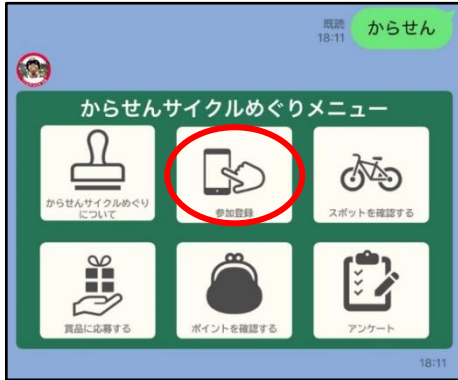 既読
18:11
からせん
からせんサイクルめぐりメニュー
からせんサイクルめぐり
について
参加登録
スポットを確認する
賞品に応募する
ポイントを確認する
アンケート
18:11